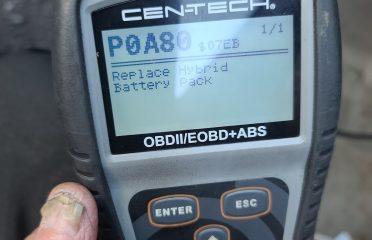 CEN-TECH
P0A80 $07EB 1/1
Replace Hybrid
Battery Pack
OBDII/EOBD+ABS
ENTER ESC